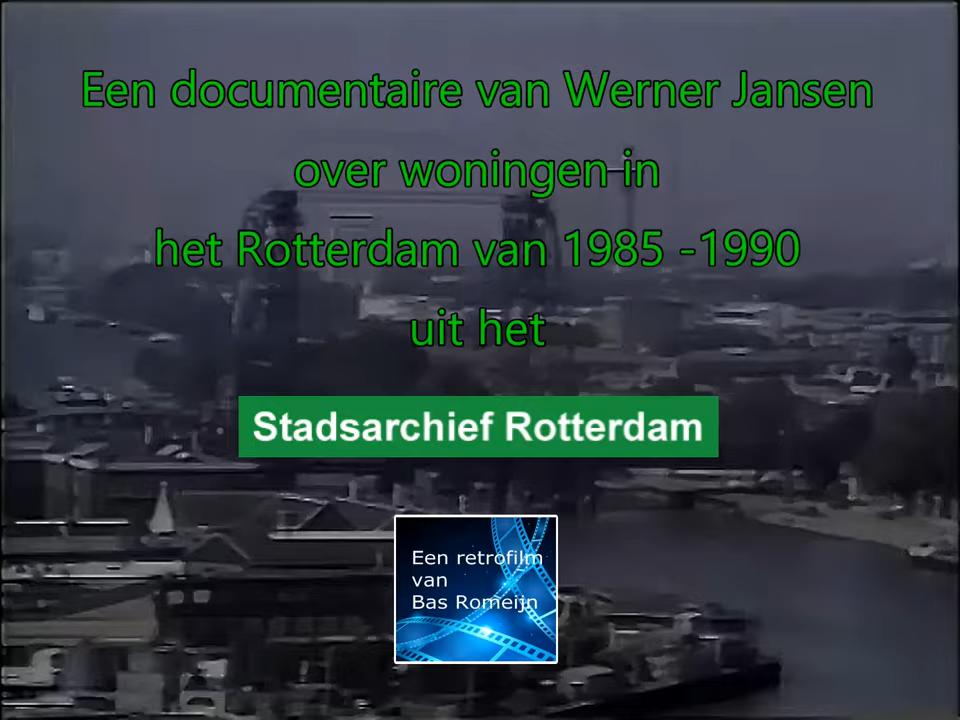 Een documentaire van Werner Jansen
over woningen in
het Rotterdam van 1985 -1990
uit het
Stadsarchief Rotterdam
Een retrofilm
van
Bas Romeijn